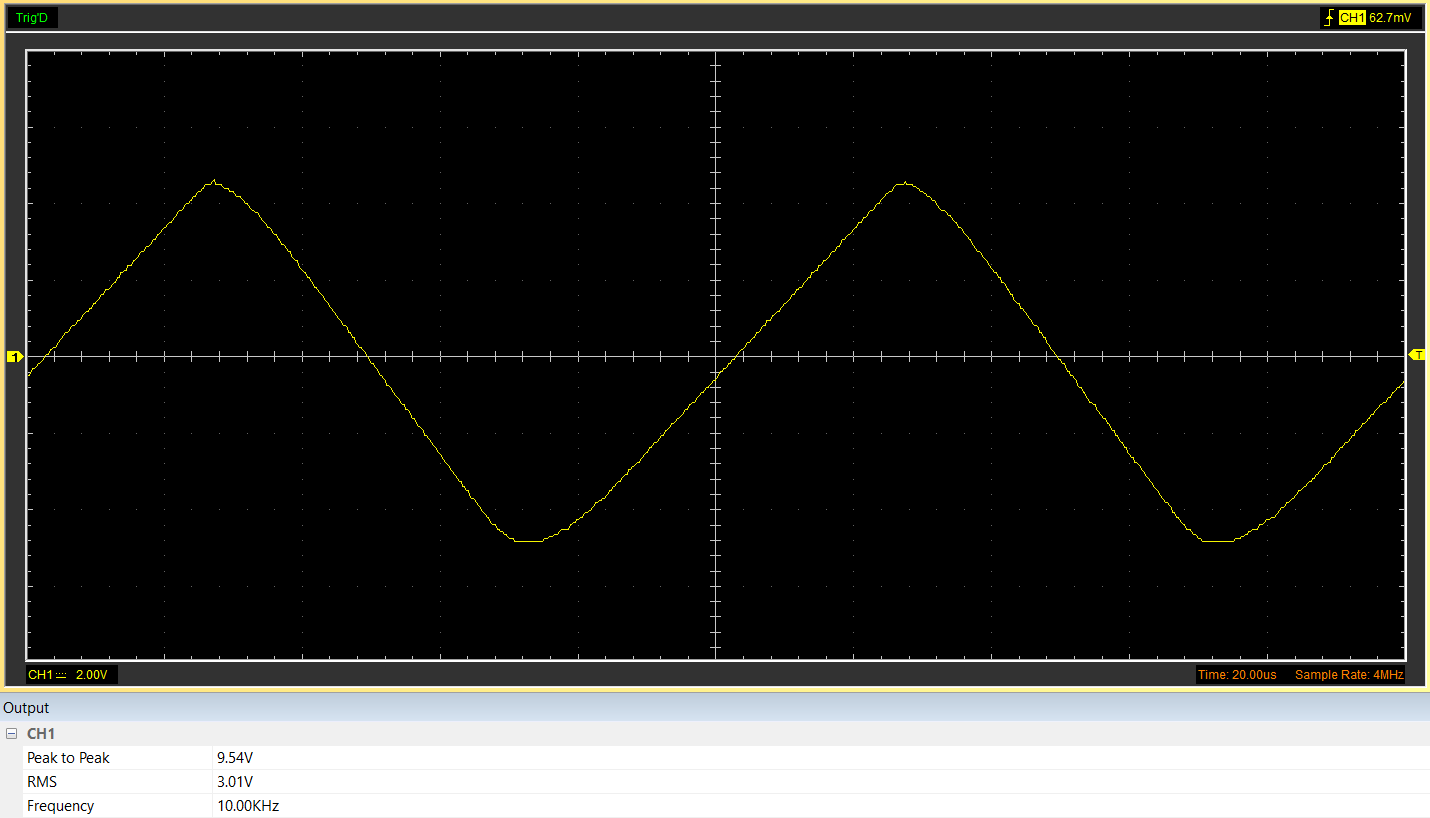 Trig'D
CH1 62.7mV
1
T
CH1 2.00V
Time: 20.00us Sample Rate: 4MHz
Output
CH1
Peak to Peak 9.54V
RMS 3.01V
Frequency 10.00KHz